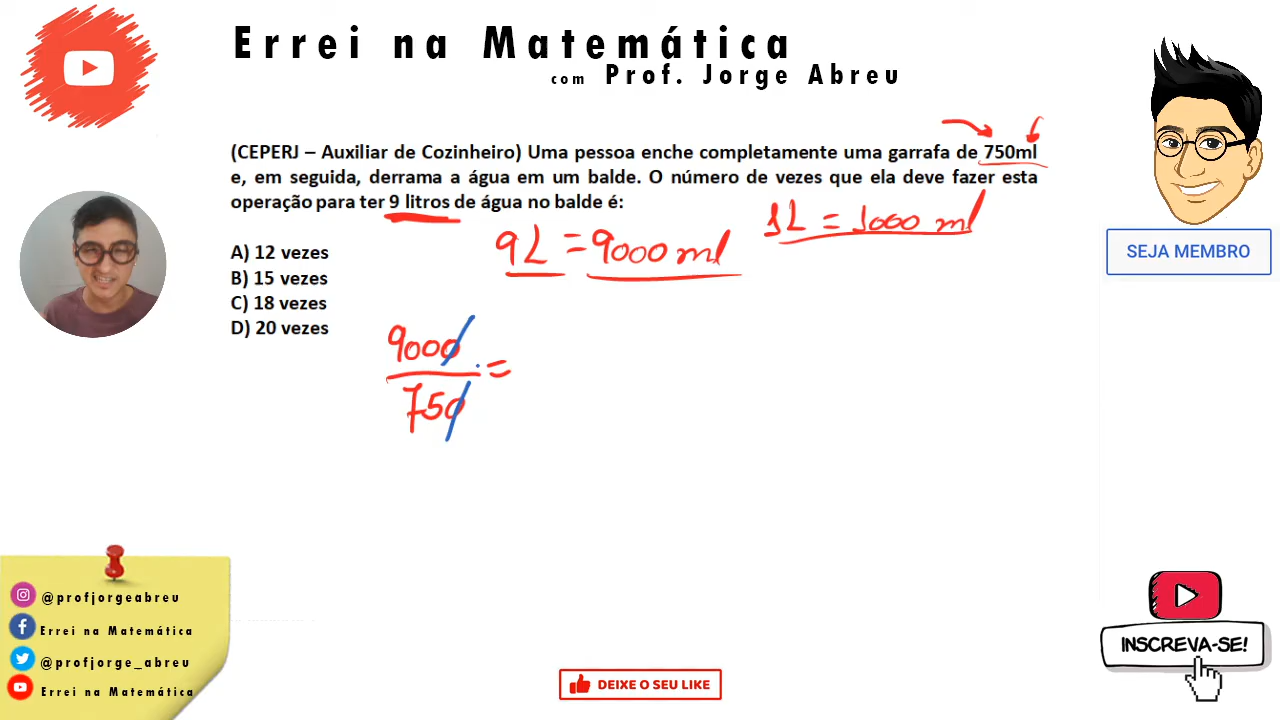 Errei na Matemática
com Prof. Jorge Abreu
(CEPERJ – Auxiliar de Cozinheiro) Uma pessoa enche completamente uma garrafa de 750ml
e, em seguida, derrama a água em um balde. O número de vezes que ela deve fazer esta
operação para ter 9 litros de água no balde é:
1L = 1000 ml
9L = 9000 ml
A) 12 vezes
B) 15 vezes
C) 18 vezes
D) 20 vezes
9000
=
750
SEJA MEMBRO
@profjorgeabreu
Errei na Matemática
@profjorge_abreu
Errei na Matemática
DEIXE O SEU LIKE
INSCREVA-SE!